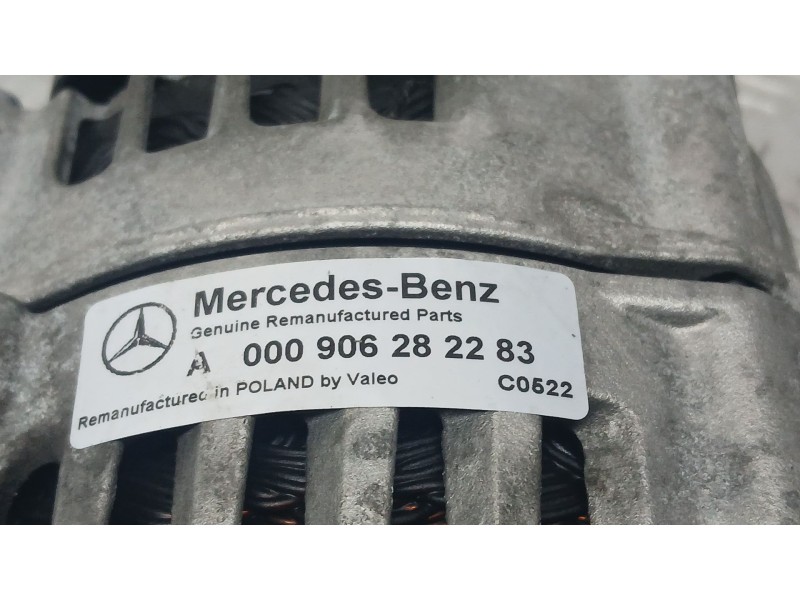 Mercedes-Benz
Genuine Remanufactured Parts
A 000 906 28 22 83
Remanufactured in POLAND by Valeo C0522